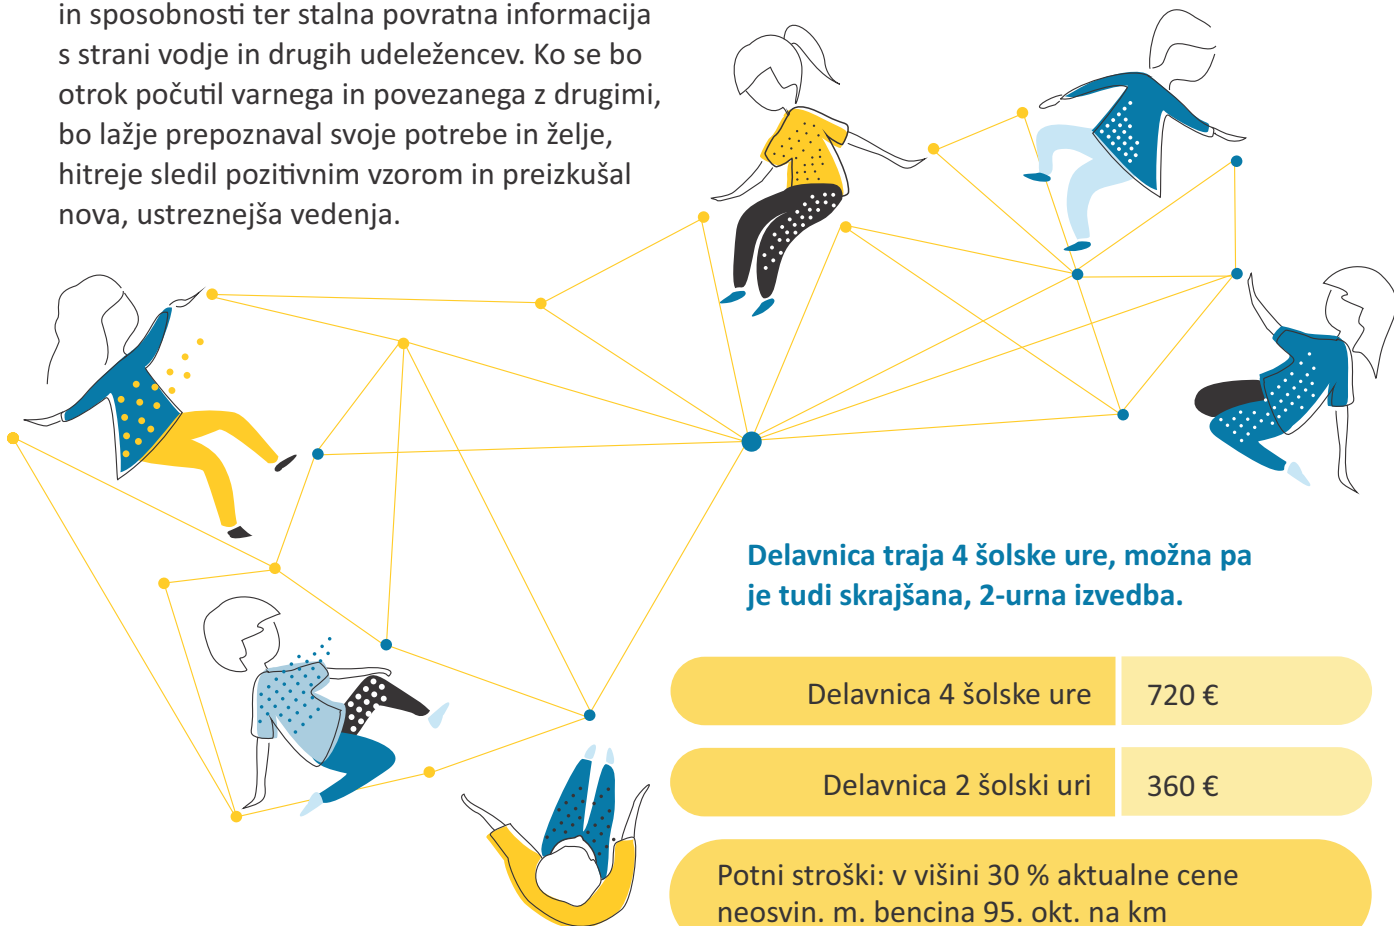 in sposobnosti ter stalna povratna informacija
s strani vodje in drugih udeležencev. Ko se bo
otrok počutil varnega in povezanega z drugimi,
bo lažje prepoznaval svoje potrebe in želje,
hitreje sledil pozitivnim vzorom in preizkušal
nova, ustreznejša vedenja.
Delavnica traja 4 šolske ure, možna pa
je tudi skrajšana, 2-urna izvedba.
Delavnica 4 šolske ure 720 €
Delavnica 2 šolski uri 360 €
Potni stroški: v višini 30 % aktualne cene
neosvin. m. bencina 95. okt. na km